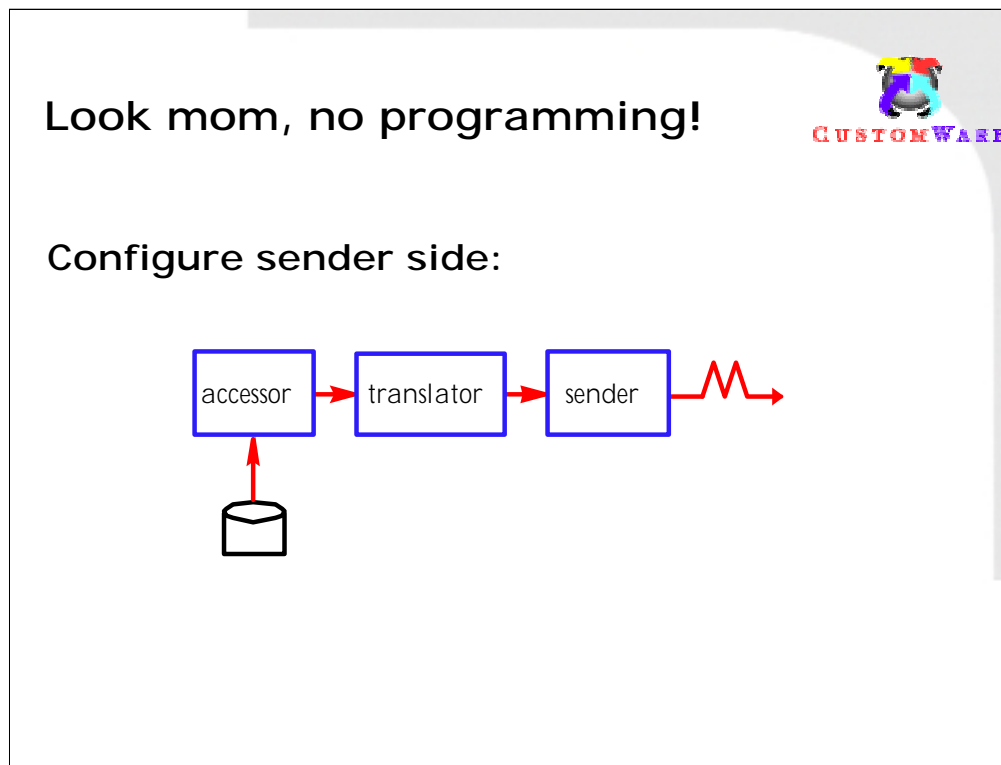 Look mom, no programming!
CUSTOMWARE
Configure sender side:
accessor
translator
sender